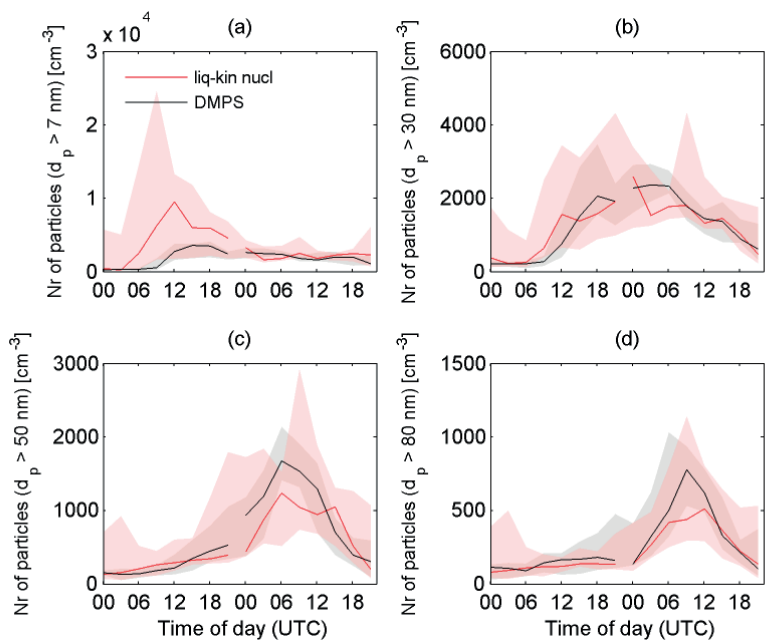 (a)
x 10^4
Nr of particles (d_p > 7 nm) [cm^-3]
3
2
1
0
liq-kin nucl
DMPS
00 06 12 18 00 06 12 18
(b)
Nr of particles (d_p > 30 nm) [cm^-3]
6000
4000
2000
0
00 06 12 18 00 06 12 18
(c)
Nr of particles (d_p > 50 nm) [cm^-3]
3000
2000
1000
0
00 06 12 18 00 06 12 18
Time of day (UTC)
(d)
Nr of particles (d_p > 80 nm) [cm^-3]
1500
1000
500
0
00 06 12 18 00 06 12 18
Time of day (UTC)